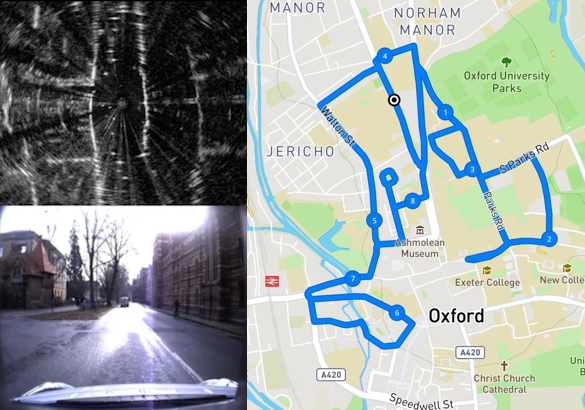 MANOR
NORHAM
MANOR
4
Oxford University
Parks
1
Walton St
JERICHO
S Parks Rd
3
8
Parks Rd
5
2
Ashmolean
Museum
7
Exeter College
New Colle
6
Oxford
A420
A420
Christ Church
Cathedral
Uni
B
Speedwell St